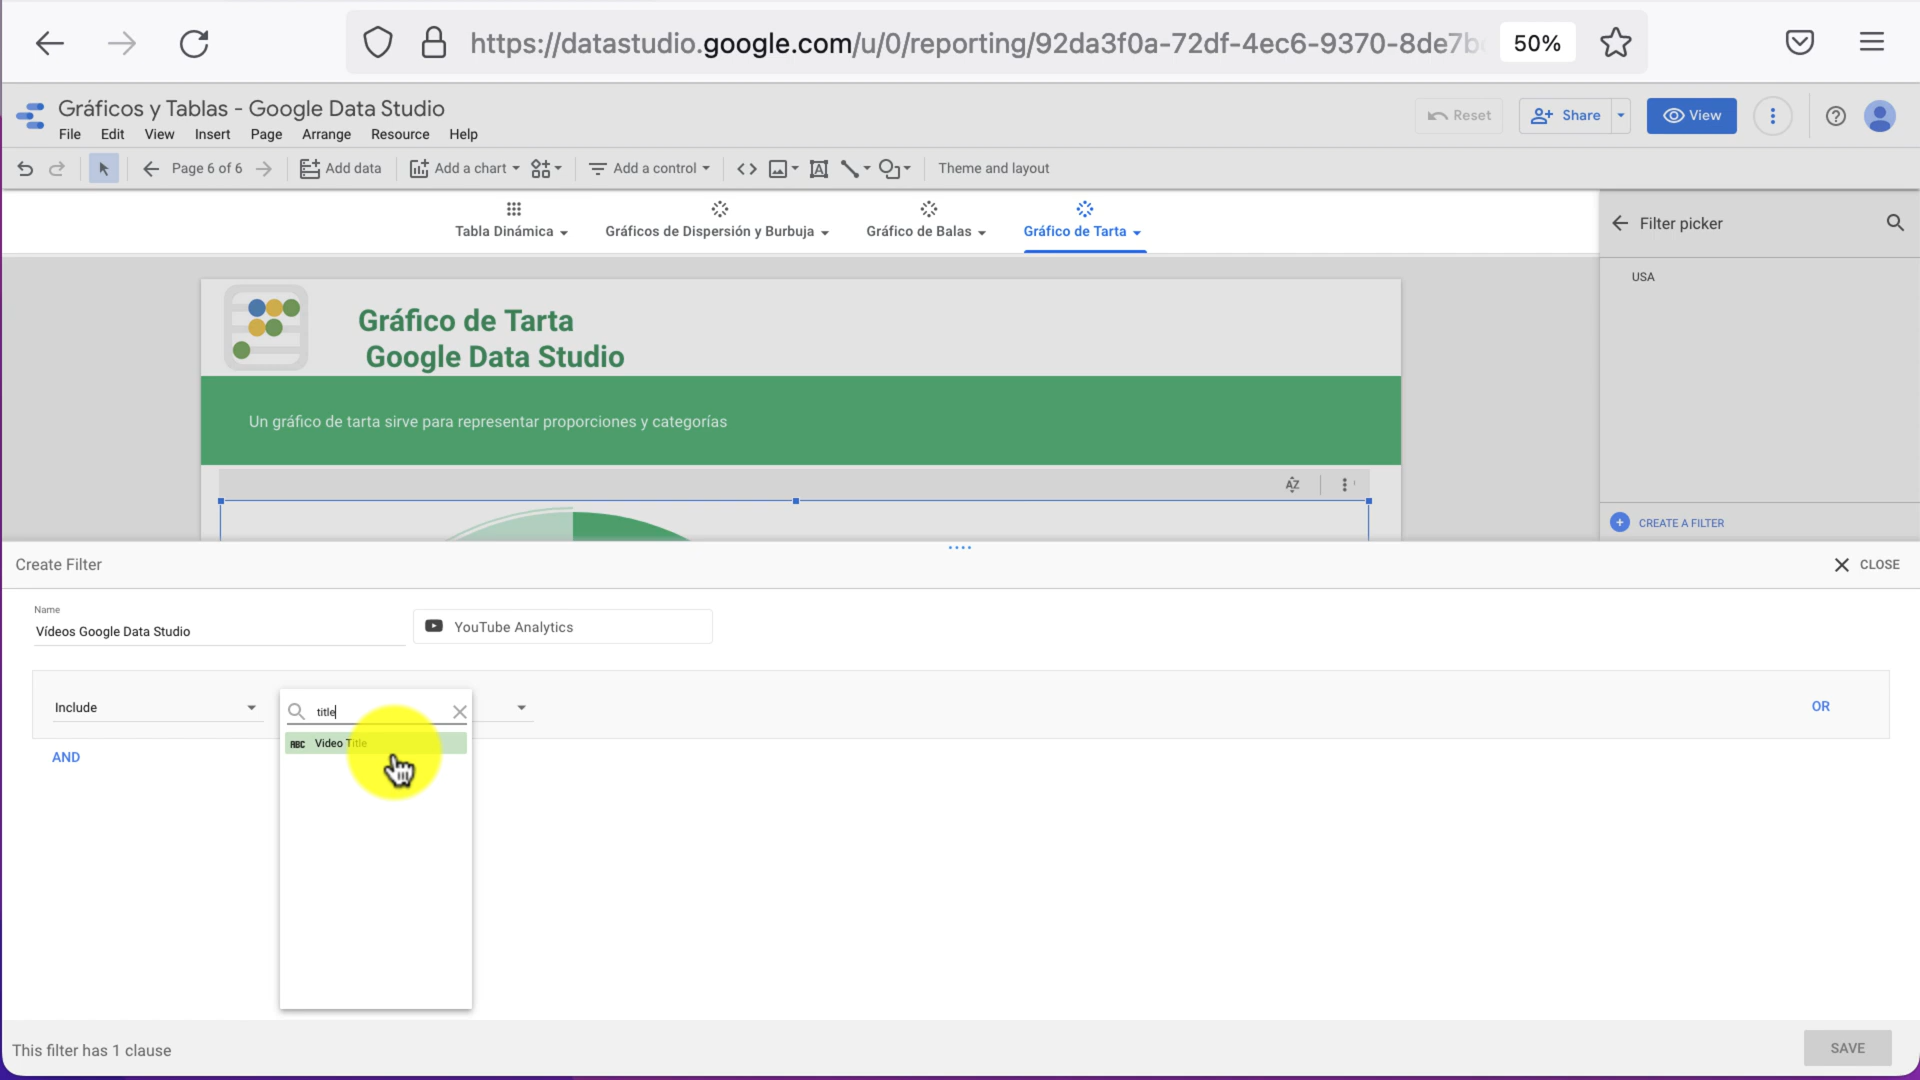 https://datastudio.google.com/u/0/reporting/92da3f0a-72df-4ec6-9370-8de7b
50%
Gráficos y Tablas - Google Data Studio
File Edit View Insert Page Arrange Resource Help
Reset
Share
View
Page 6 of 6
Add data
Add a chart
Add a control
Theme and layout
Tabla Dinámica
Gráficos de Dispersión y Burbuja
Gráfico de Balas
Gráfico de Tarta
Filter picker
USA
Gráfico de Tarta
Google Data Studio
Un gráfico de tarta sirve para representar proporciones y categorías
AZ
CREATE A FILTER
Create Filter
CLOSE
Name
Vídeos Google Data Studio
YouTube Analytics
Include
title
OR
ABC Video Title
AND
This filter has 1 clause
SAVE